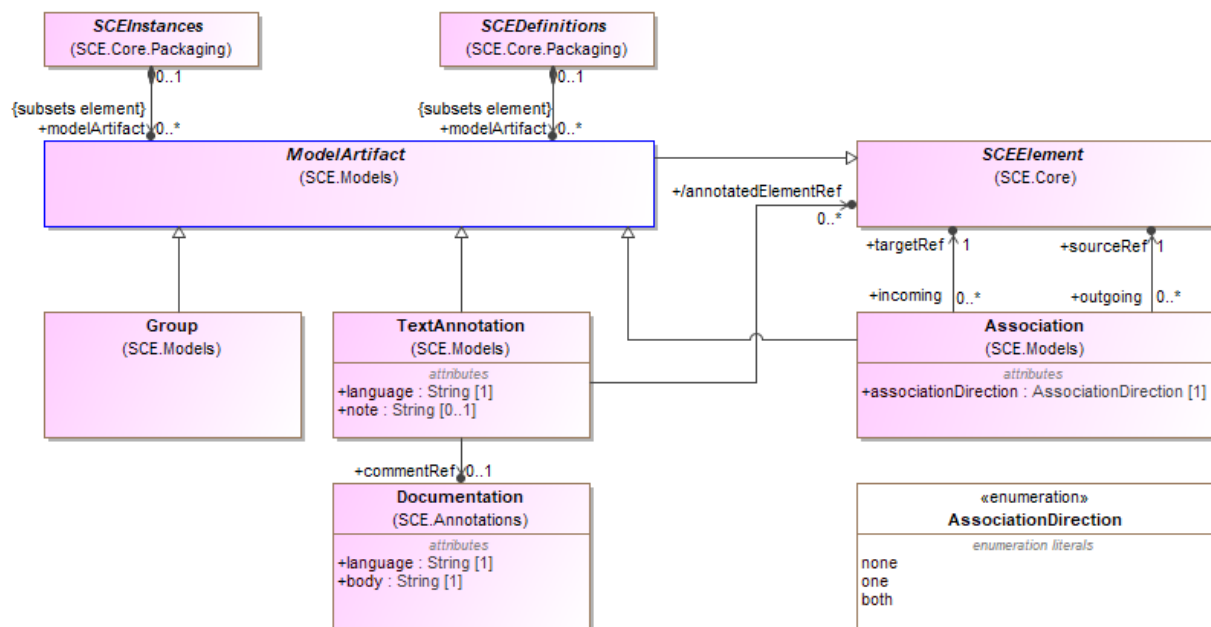 SCEInstances
(SCE.Core.Packaging)
SCEDefinitions
(SCE.Core.Packaging)
0..1
0..1
{subsets element}
+modelArtifact
0..*
{subsets element}
+modelArtifact
0..*
ModelArtifact
(SCE.Models)
SCEElement
(SCE.Core)
+/annotatedElementRef
0..*
+targetRef
1
+sourceRef
1
+incoming
0..*
+outgoing
0..*
Group
(SCE.Models)
TextAnnotation
(SCE.Models)
attributes
+language : String [1]
+note : String [0..1]
Association
(SCE.Models)
attributes
+associationDirection : AssociationDirection [1]
+commentRef
0..1
Documentation
(SCE.Annotations)
attributes
+language : String [1]
+body : String [1]
«enumeration»
AssociationDirection
enumeration literals
none
one
both